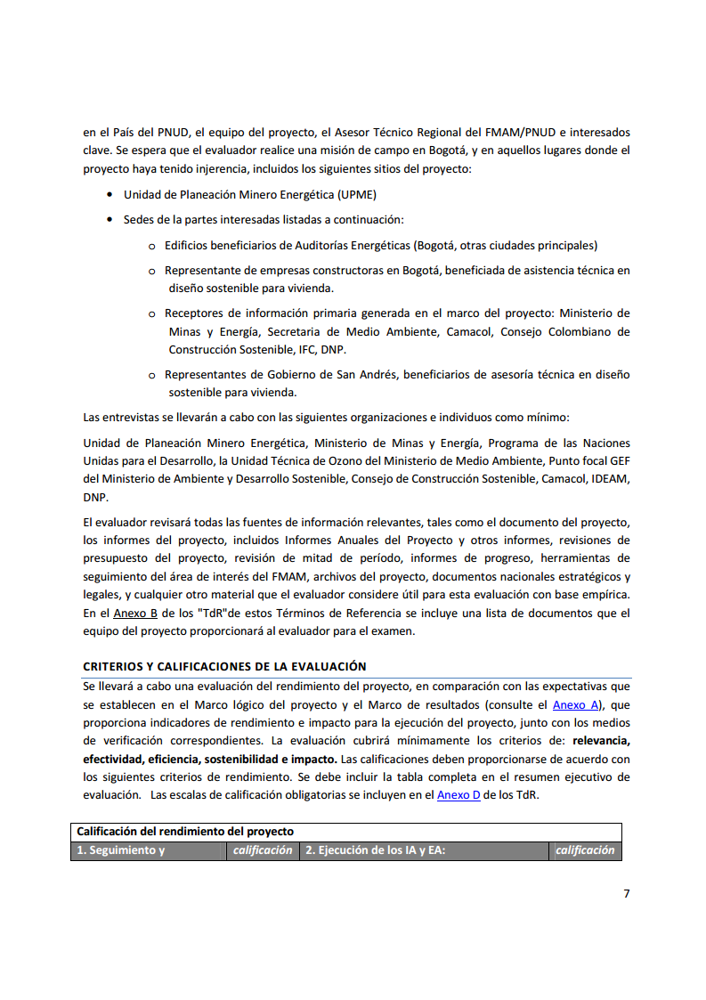 en el País del PNUD, el equipo del proyecto, el Asesor Técnico Regional del FMAM/PNUD e interesados
clave. Se espera que el evaluador realice una misión de campo en Bogotá, y en aquellos lugares donde el
proyecto haya tenido injerencia, incluidos los siguientes sitios del proyecto:
• Unidad de Planeación Minero Energética (UPME)
• Sedes de la partes interesadas listadas a continuación:
o Edificios beneficiarios de Auditorías Energéticas (Bogotá, otras ciudades principales)
o Representante de empresas constructoras en Bogotá, beneficiada de asistencia técnica en
diseño sostenible para vivienda.
o Receptores de información primaria generada en el marco del proyecto: Ministerio de
Minas y Energía, Secretaria de Medio Ambiente, Camacol, Consejo Colombiano de
Construcción Sostenible, IFC, DNP.
o Representantes de Gobierno de San Andrés, beneficiarios de asesoría técnica en diseño
sostenible para vivienda.
Las entrevistas se llevarán a cabo con las siguientes organizaciones e individuos como mínimo:
Unidad de Planeación Minero Energética, Ministerio de Minas y Energía, Programa de las Naciones
Unidas para el Desarrollo, la Unidad Técnica de Ozono del Ministerio de Medio Ambiente, Punto focal GEF
del Ministerio de Ambiente y Desarrollo Sostenible, Consejo de Construcción Sostenible, Camacol, IDEAM,
DNP.
El evaluador revisará todas las fuentes de información relevantes, tales como el documento del proyecto,
los informes del proyecto, incluidos Informes Anuales del Proyecto y otros informes, revisiones de
presupuesto del proyecto, revisión de mitad de período, informes de progreso, herramientas de
seguimiento del área de interés del FMAM, archivos del proyecto, documentos nacionales estratégicos y
legales, y cualquier otro material que el evaluador considere útil para esta evaluación con base empírica.
En el Anexo B de los "TdR"de estos Términos de Referencia se incluye una lista de documentos que el
equipo del proyecto proporcionará al evaluador para el examen.
CRITERIOS Y CALIFICACIONES DE LA EVALUACIÓN
Se llevará a cabo una evaluación del rendimiento del proyecto, en comparación con las expectativas que
se establecen en el Marco lógico del proyecto y el Marco de resultados (consulte el Anexo A), que
proporciona indicadores de rendimiento e impacto para la ejecución del proyecto, junto con los medios
de verificación correspondientes. La evaluación cubrirá mínimamente los criterios de: relevancia,
efectividad, eficiencia, sostenibilidad e impacto. Las calificaciones deben proporcionarse de acuerdo con
los siguientes criterios de rendimiento. Se debe incluir la tabla completa en el resumen ejecutivo de
evaluación. Las escalas de calificación obligatorias se incluyen en el Anexo D de los TdR.
Calificación del rendimiento del proyecto
1. Seguimiento y calificación 2. Ejecución de los IA y EA: calificación
7